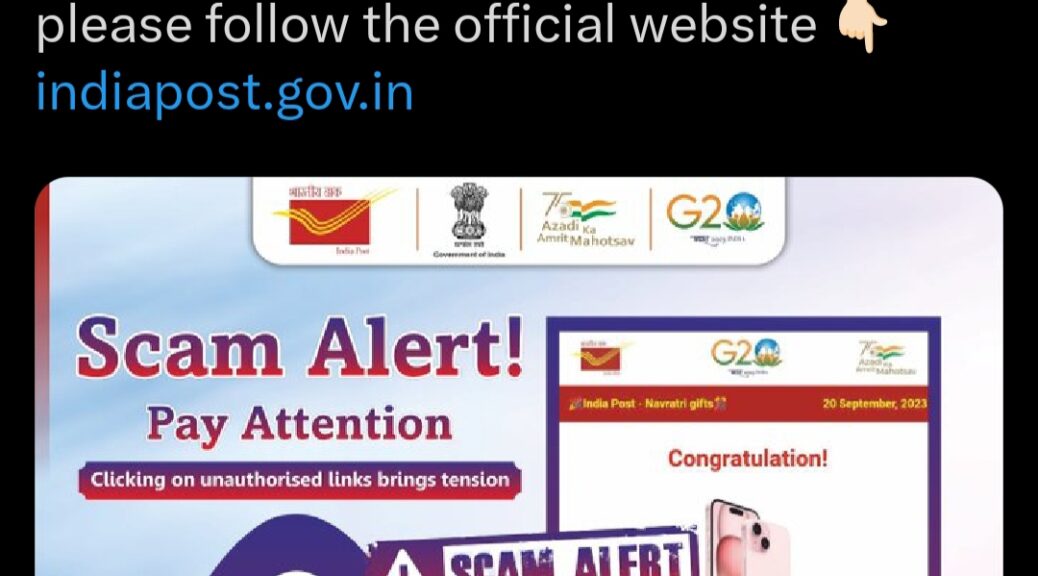 please follow the official website 👇🏻
indiapost.gov.in
भारतीय डाक
India Post
Government of India
75
Azadi Ka
Amrit Mahotsav
G20
Scam Alert!
Pay Attention
Clicking on unauthorised links brings tension
G20
75
Azadi Ka
Amrit Mahotsav
India Post - Navratri gifts
20 September, 2023
Congratulation!
SCAM ALERT